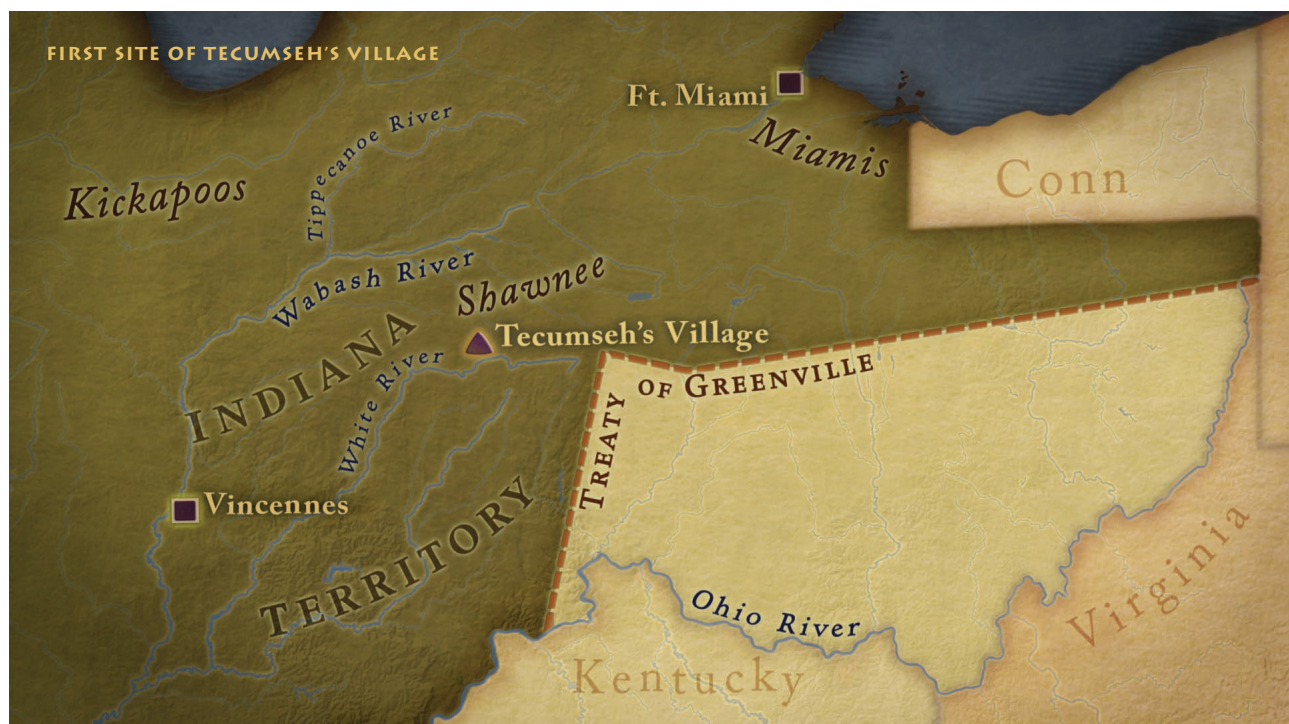 FIRST SITE OF TECUMSEH'S VILLAGE
Ft. Miami
Miamis
Conn
Kickapoos
Tippecanoe River
Wabash River
Shawnee
Tecumseh's Village
INDIANA
White River
TREATY
OF GREENVILLE
Vincennes
TERRITORY
Ohio River
Virginia
Kentucky